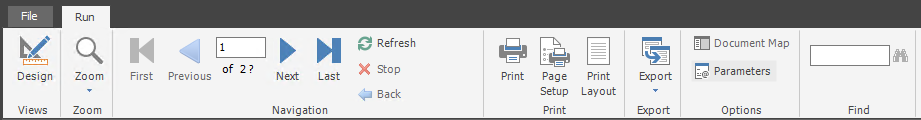 File Run
Design Zoom First Previous 1 of 2 ? Next Last Refresh Stop Back Print Page Setup Print Layout Export Document Map Parameters
Views Zoom Navigation Print Export Options Find